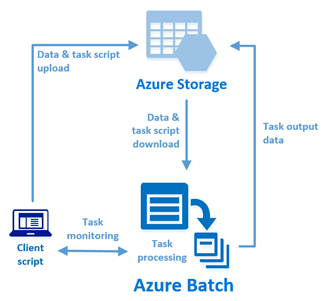 Data & task script
upload
Azure Storage
Data &
task script
download
Task output
data
Task
monitoring
Client
script
Task
processing
Azure Batch